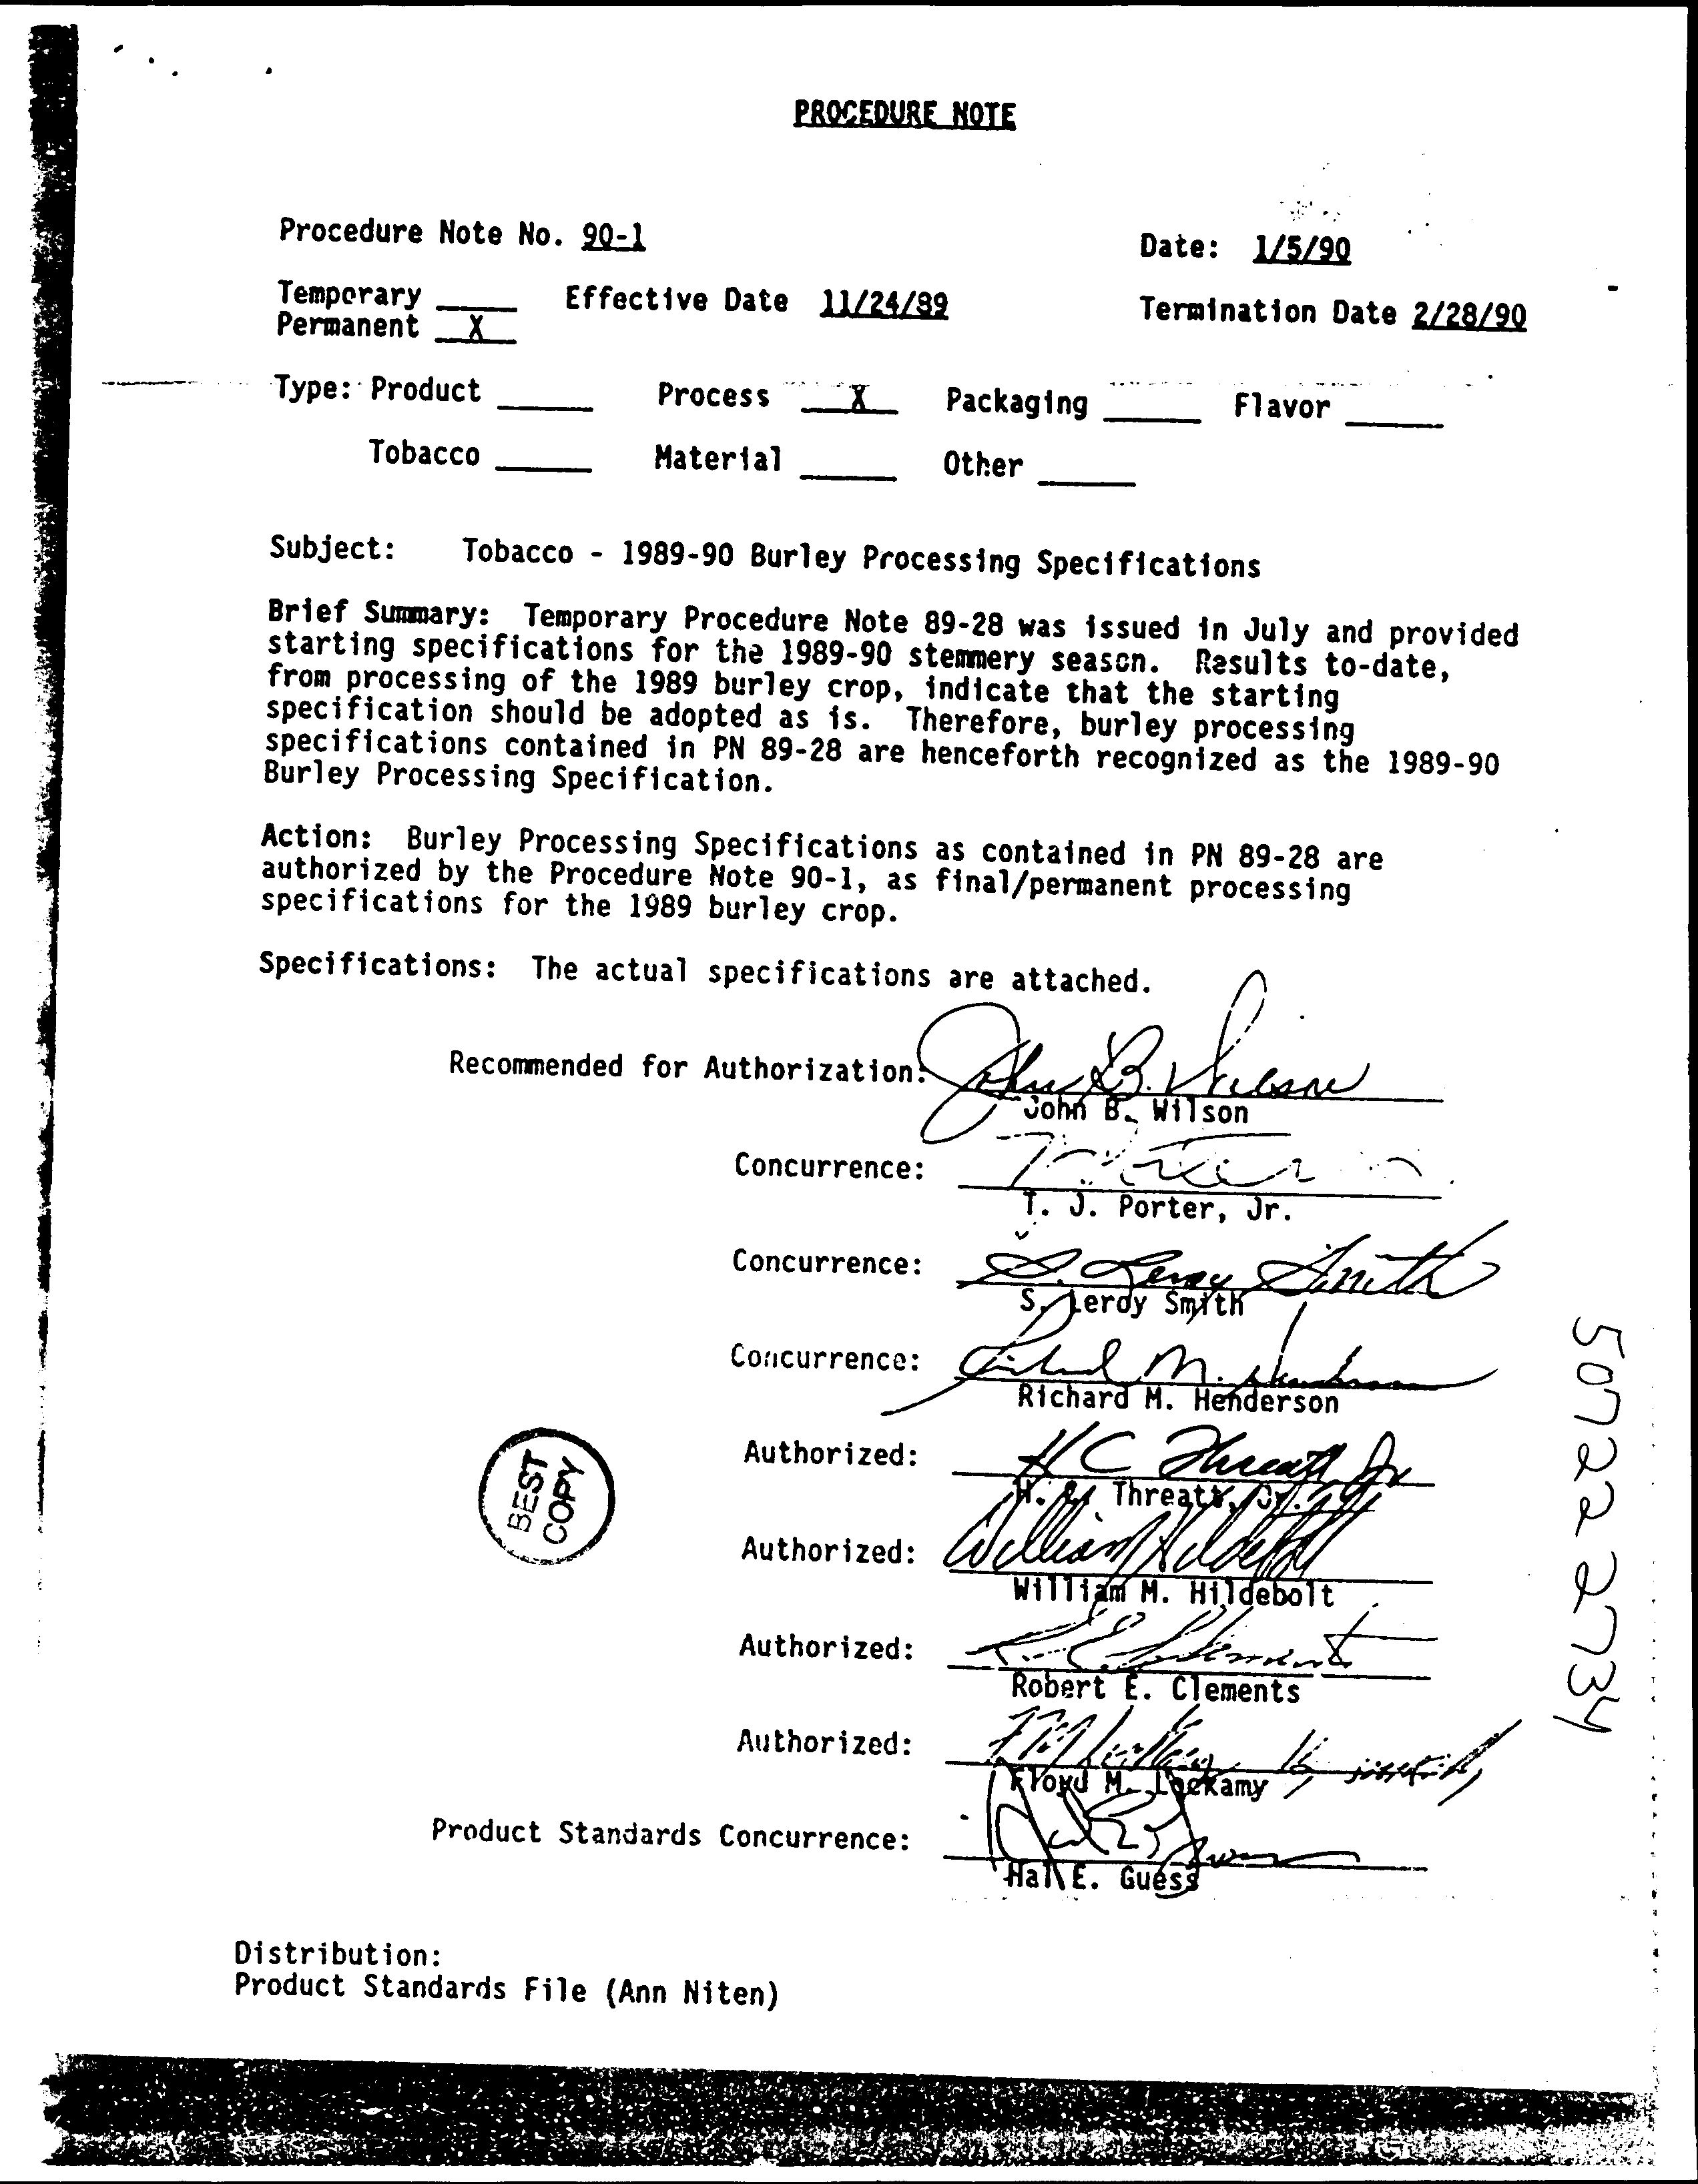 PROCEDURE NOTE
Procedure Note No. 90-1
Date: 1/5/90
Temporary ____ Effective Date 11/24/89 Termination Date 2/28/90
Permanent X
Type: Product ____ Process X Packaging ____ Flavor ____
Tobacco ____ Material ____ Other ____
Subject: Tobacco - 1989-90 Burley Processing Specifications
Brief Summary: Temporary Procedure Note 89-28 was issued in July and provided
starting specifications for the 1989-90 stemmery season. Results to-date,
from processing of the 1989 burley crop, indicate that the starting
specification should be adopted as is. Therefore, burley processing
specifications contained in PN 89-28 are henceforth recognized as the 1989-90
Burley Processing Specification.
Action: Burley Processing Specifications as contained in PN 89-28 are
authorized by the Procedure Note 90-1, as final/permanent processing
specifications for the 1989 burley crop.
Specifications: The actual specifications are attached.
Recommended for Authorization: John B. Wilson
John B. Wilson
Concurrence:
T. J. Porter, Jr.
Concurrence: S. Leroy Smith
S. Leroy Smith
Concurrence: Richard M. Henderson
Richard M. Henderson
Authorized: H C Threatt Jr
H. C. Threatt, Jr.
Authorized: William Hildebolt
William M. Hildebolt
Authorized: R. E. Clements
Robert E. Clements
Authorized:
Floyd M. Lockamy
Product Standards Concurrence:
Hal E. Guess
BEST
COPY
50722 2734
Distribution:
Product Standards File (Ann Niten)